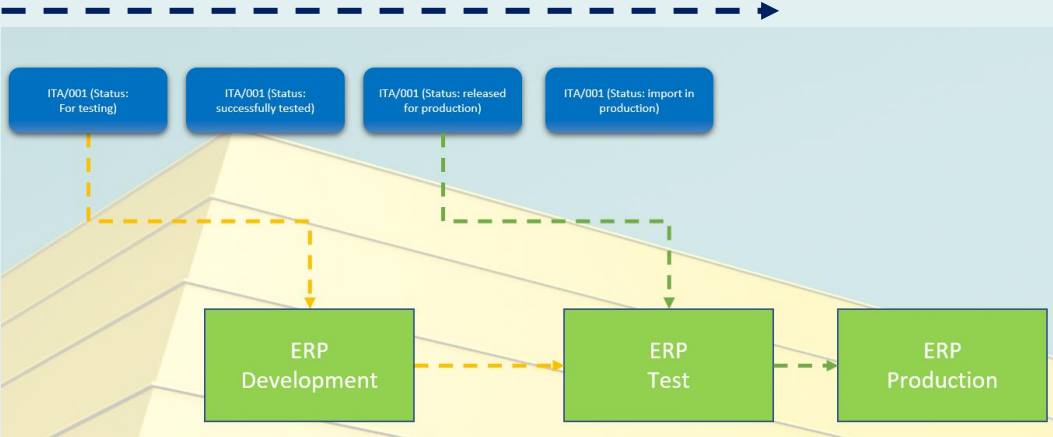 ITA/001 (Status:
For testing)
ITA/001 (Status:
successfully tested)
ITA/001 (Status: released
for production)
ITA/001 (Status: import in
production)
ERP
Development
ERP
Test
ERP
Production